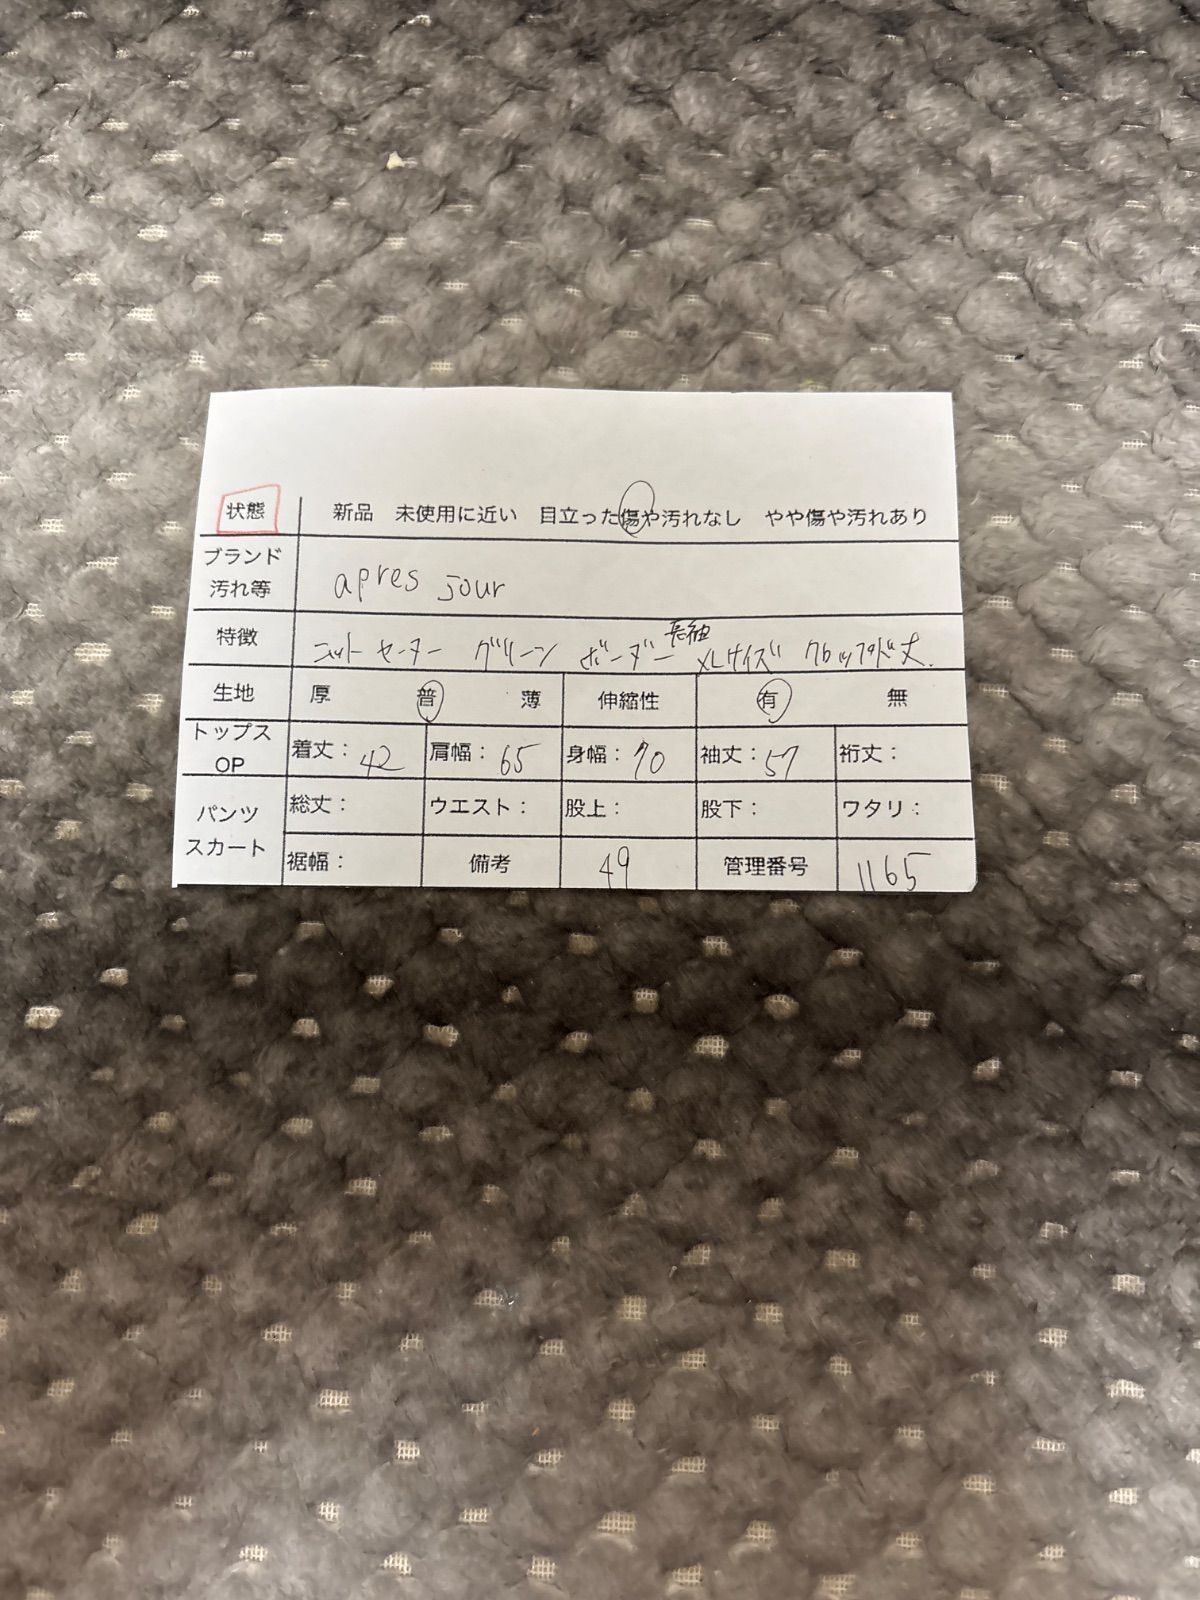 状態 新品 未使用に近い 目立った傷や汚れなし やや傷や汚れあり
ブランド
汚れ等 apres jour
長袖
特徴 ニット セーター グリーン ボーダー XLサイズ クロップド丈
生地 厚 普 薄 伸縮性 有 無
トップス
OP 着丈：42 肩幅：65 身幅：70 袖丈：57 裄丈：
パンツ
スカート 総丈： ウエスト： 股上： 股下： ワタリ：
裾幅： 備考 49 管理番号 1165